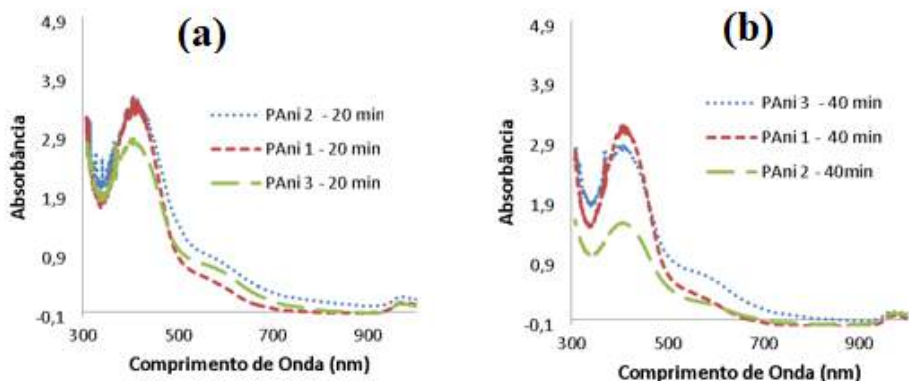 (a)
4,9
3,9
2,9
1,9
0,9
-0,1
Absorbância
PAni 2 - 20 min
PAni 1 - 20 min
PAni 3 - 20 min
300 500 700 900
Comprimento de Onda (nm)
(b)
4,9
3,9
2,9
1,9
0,9
-0,1
Absorbância
PAni 3 - 40 min
PAni 1 - 40 min
PAni 2 - 40min
300 500 700 900
Comprimento de Onda (nm)